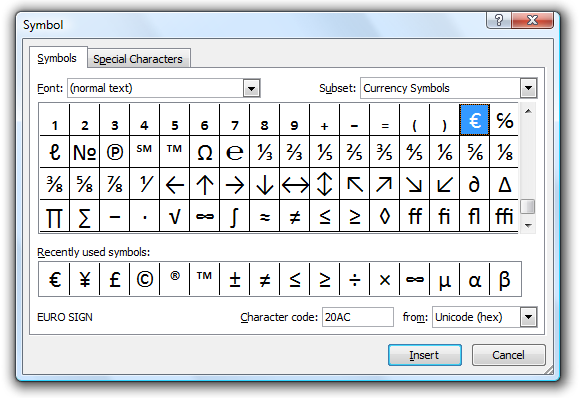 Symbol
Symbols Special Characters
Font: (normal text) Subset: Currency Symbols
₁ ₂ ₃ ₄ ₅ ₆ ₇ ₈ ₉ ₊ ₋ ₌ ₍ ₎ € ℅
ℓ № ℗ ℠ ™ Ω ℮ ⅓ ⅔ ⅕ ⅖ ⅗ ⅘ ⅙ ⅚ ⅛
⅜ ⅝ ⅞ ⅟ ← ↑ → ↓ ↔ ↕ ↖ ↗ ↘ ↙ ∂ ∆
∏ ∑ − ∙ √ ∞ ∫ ≈ ≠ ≤ ≥ ◊ ff fi fl ffi
Recently used symbols:
€ ¥ £ © ® ™ ± ≠ ≤ ≥ ÷ × ∞ µ α β
EURO SIGN Character code: 20AC from: Unicode (hex)
Insert Cancel